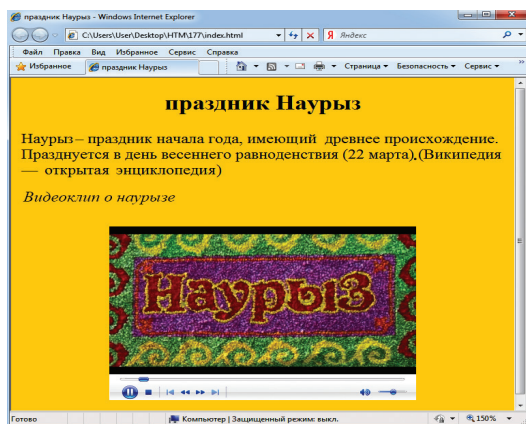 праздник Наурыз - Windows Internet Explorer
C:\Users\User\Desktop\HTM\177\index.html
Яндекс
Файл Правка Вид Избранное Сервис Справка
Избранное праздник Наурыз Страница Безопасность Сервис
праздник Наурыз
Наурыз– праздник начала года, имеющий древнее происхождение.
Празднуется в день весеннего равноденствия (22 марта).(Википедия
— открытая энциклопедия)
Видеоклип о наурызе
Наурыз
Готово Компьютер | Защищенный режим: выкл. 150%